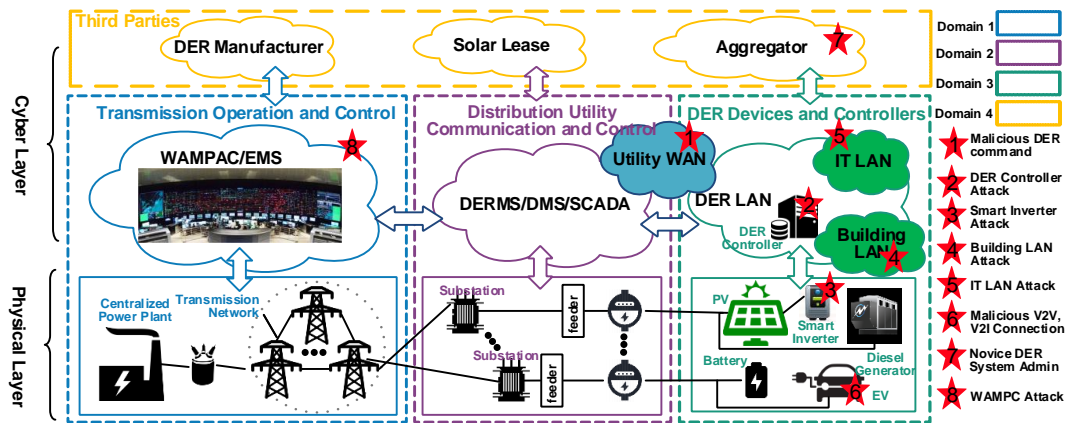 Third Parties
DER Manufacturer
Solar Lease
Aggregator
7
Cyber Layer
Transmission Operation and Control
WAMPAC/EMS
8
Distribution Utility
Communication and Control
DERMS/DMS/SCADA
Utility WAN
1
DER Devices and Controllers
5
IT LAN
DER LAN
2
DER
Controller
Building
LAN
4
Physical Layer
Centralized
Power Plant
Transmission
Network
Substation
feeder
Substation
feeder
PV
3
Smart
Inverter
Battery
Diesel
Generator
6
EV
Domain 1
Domain 2
Domain 3
Domain 4
1 Malicious DER
command
2 DER Controller
Attack
3 Smart Inverter
Attack
4 Building LAN
Attack
5 IT LAN Attack
6 Malicious V2V,
V2I Connection
7 Novice DER
System Admin
8 WAMPC Attack